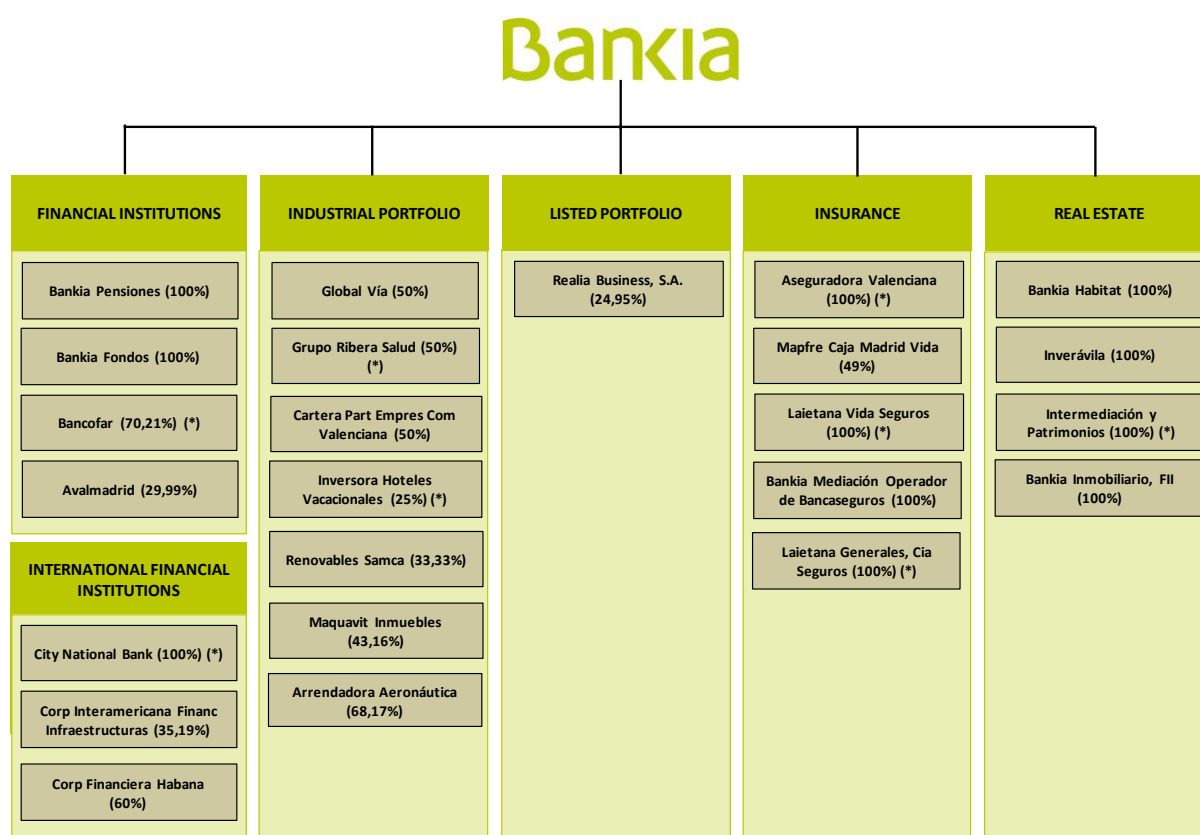 Bankia
FINANCIAL INSTITUTIONS
Bankia Pensiones (100%)
Bankia Fondos (100%)
Bancofar (70,21%) (*)
Avalmadrid (29,99%)
INTERNATIONAL FINANCIAL
INSTITUTIONS
City National Bank (100%) (*)
Corp Interamericana Financ
Infraestructuras (35,19%)
Corp Financiera Habana
(60%)
INDUSTRIAL PORTFOLIO
Global Vía (50%)
Grupo Ribera Salud (50%)
(*)
Cartera Part Empres Com
Valenciana (50%)
Inversora Hoteles
Vacacionales (25%) (*)
Renovables Samca (33,33%)
Maquavit Inmuebles
(43,16%)
Arrendadora Aeronáutica
(68,17%)
LISTED PORTFOLIO
Realia Business, S.A.
(24,95%)
INSURANCE
Aseguradora Valenciana
(100%) (*)
Mapfre Caja Madrid Vida
(49%)
Laietana Vida Seguros
(100%) (*)
Bankia Mediación Operador
de Bancaseguros (100%)
Laietana Generales, Cia
Seguros (100%) (*)
REAL ESTATE
Bankia Habitat (100%)
Inverávila (100%)
Intermediación y
Patrimonios (100%) (*)
Bankia Inmobiliario, FII
(100%)